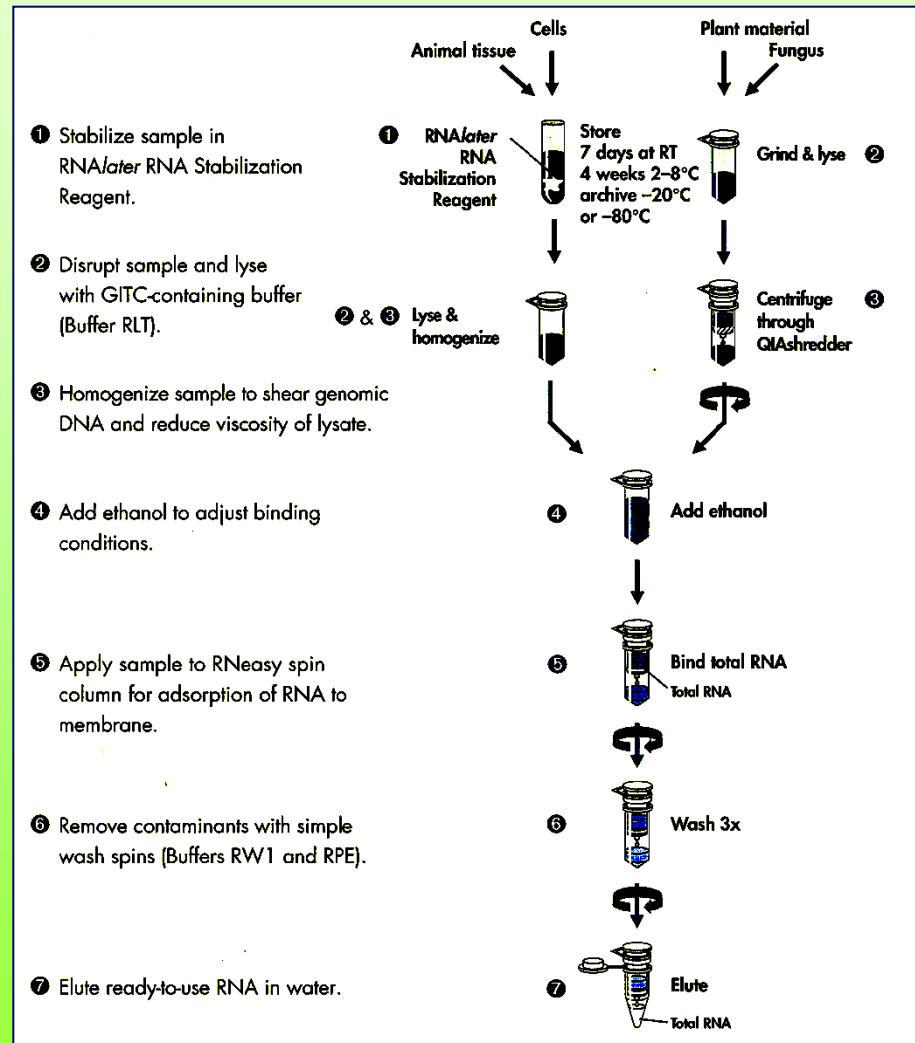 Cells
Animal tissue
Plant material
Fungus
❶ Stabilize sample in
RNAlater RNA Stabilization
Reagent.
❶ RNAlater
RNA
Stabilization
Reagent
Store
7 days at RT
4 weeks 2–8°C
archive –20°C
or –80°C
Grind & lyse ❷
❷ Disrupt sample and lyse
with GITC-containing buffer
(Buffer RLT).
❷ & ❸ Lyse &
homogenize
Centrifuge ❸
through
QIAshredder
❸ Homogenize sample to shear genomic
DNA and reduce viscosity of lysate.
❹ Add ethanol to adjust binding
conditions.
❹ Add ethanol
❺ Apply sample to RNeasy spin
column for adsorption of RNA to
membrane.
❺ Bind total RNA
Total RNA
❻ Remove contaminants with simple
wash spins (Buffers RW1 and RPE).
❻ Wash 3x
❼ Elute ready-to-use RNA in water.
❼ Elute
Total RNA